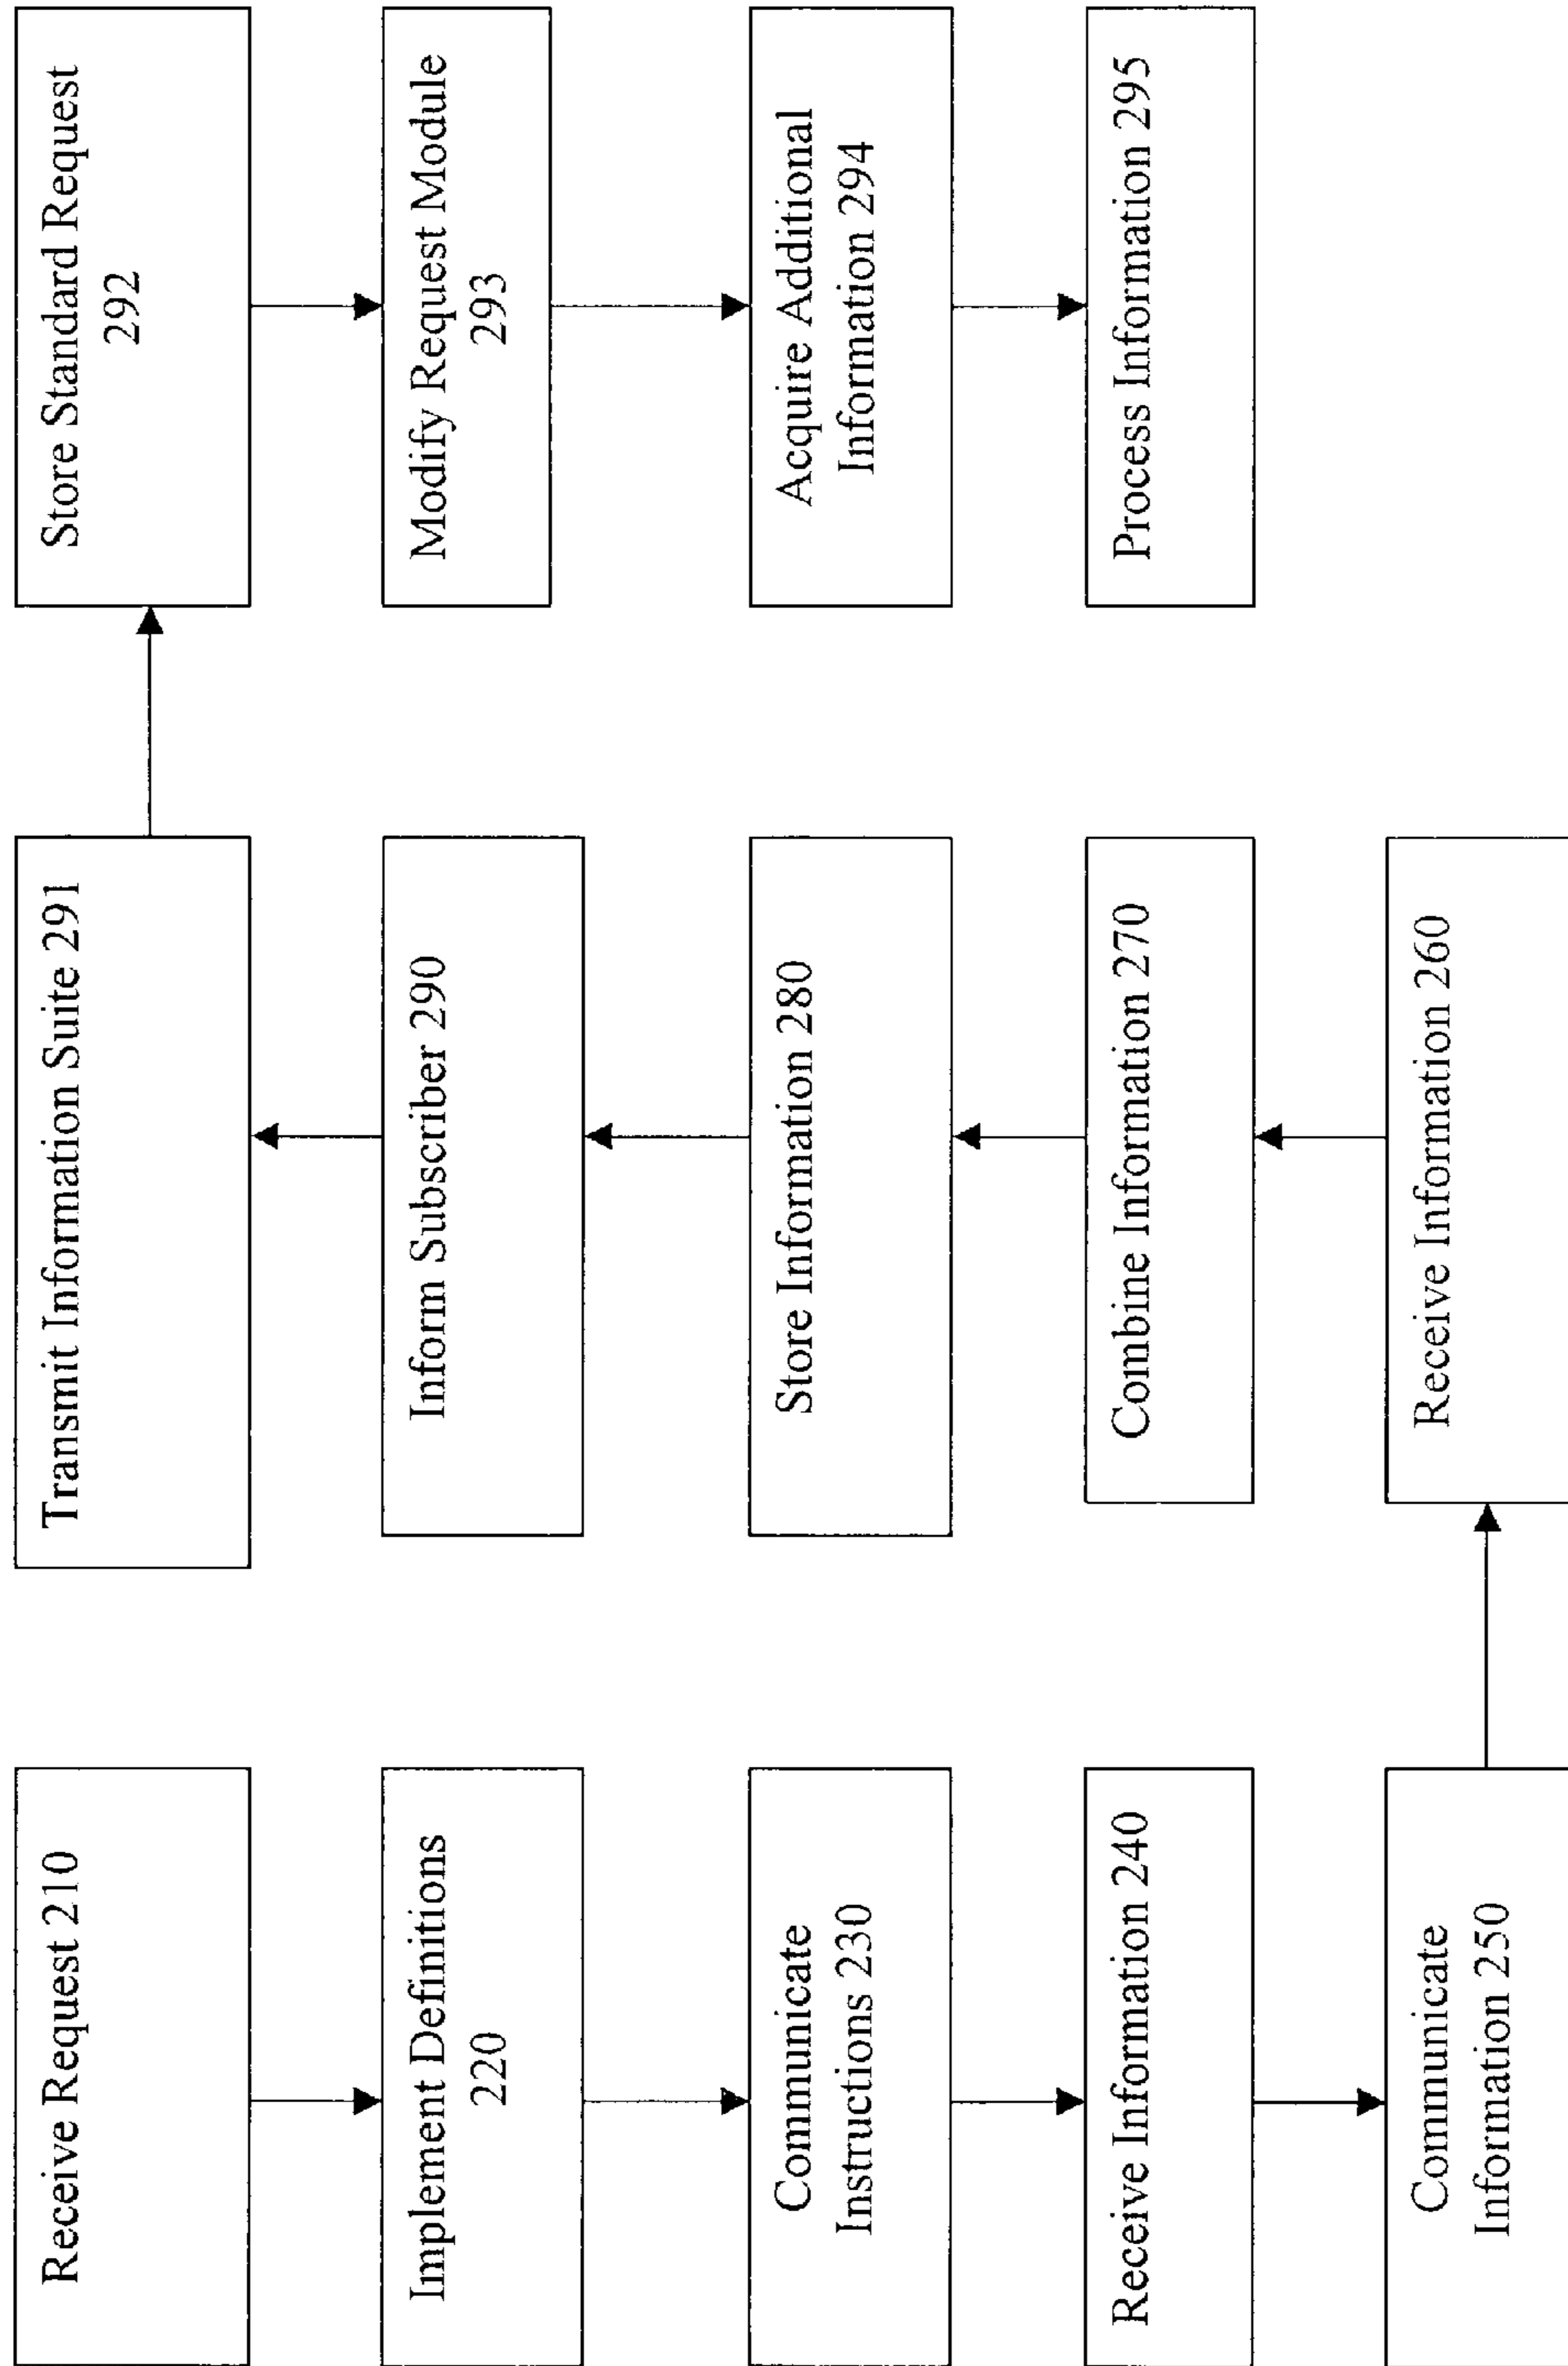 Receive Request 210
Implement Definitions
220
Communicate
Instructions 230
Receive Information 240
Communicate
Information 250
Receive Information 260
Combine Information 270
Store Information 280
Inform Subscriber 290
Transmit Information Suite 291
Store Standard Request
292
Modify Request Module
293
Acquire Additional
Information 294
Process Information 295